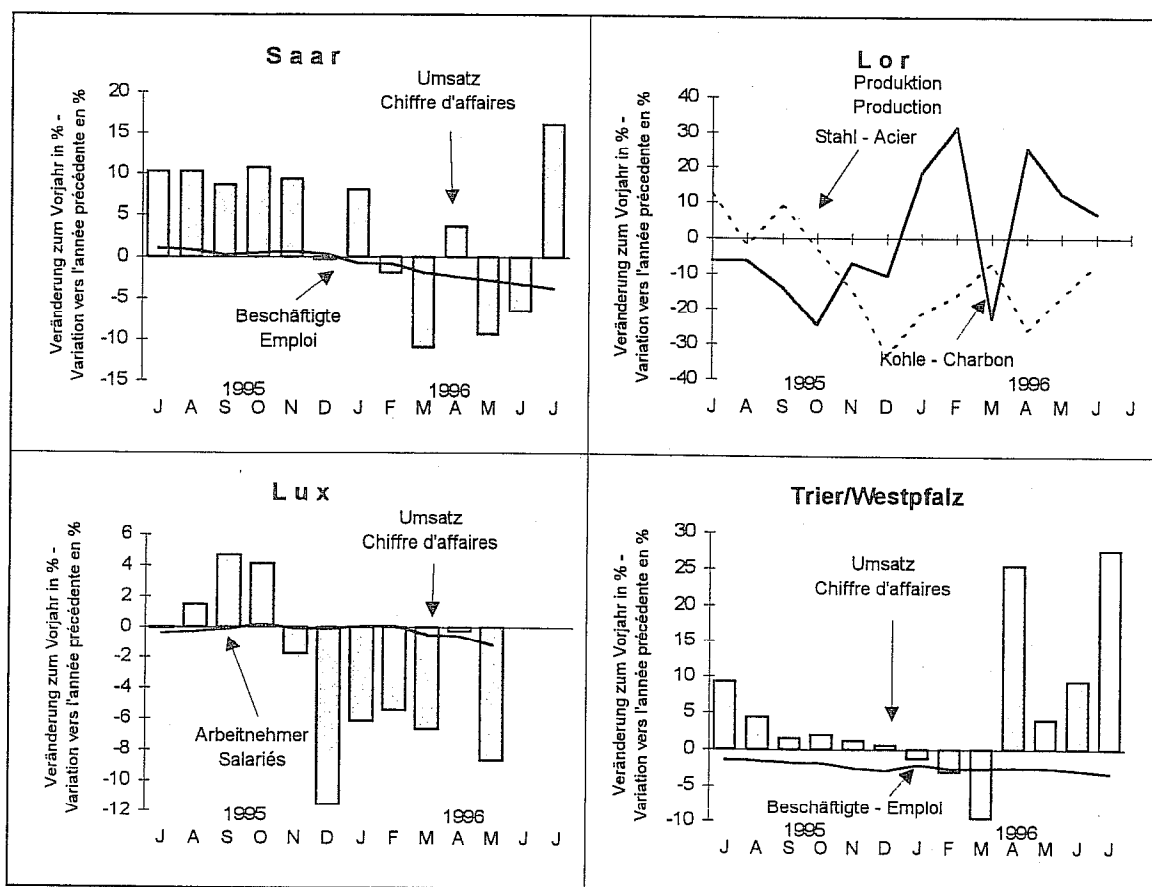 Saar
Veränderung zum Vorjahr in % -
Variation vers l'année précédente en %
20
15
10
5
0
-5
-10
-15
Umsatz
Chiffre d'affaires
Beschäftigte
Emploi
1995
1996
J A S O N D J F M A M J J
Lor
Produktion
Production
Veränderung zum Vorjahr in % -
Variation vers l'année précedente en %
40
30
20
10
0
-10
-20
-30
-40
Stahl - Acier
Kohle - Charbon
1995
1996
J A S O N D J F M A M J J
Lux
Veränderung zum Vorjahr in % -
Variation vers l'année précédente en %
6
4
2
0
-2
-4
-6
-8
-10
-12
Umsatz
Chiffre d'affaires
Arbeitnehmer
Salariés
1995
1996
J A S O N D J F M A M J J
Trier/Westpfalz
Veränderung zum Vorjahr in % -
Variation vers l'année précédente en %
30
25
20
15
10
5
0
-5
-10
Umsatz
Chiffre d'affaires
Beschäftigte - Emploi
1995
1996
J A S O N D J F M A M J J